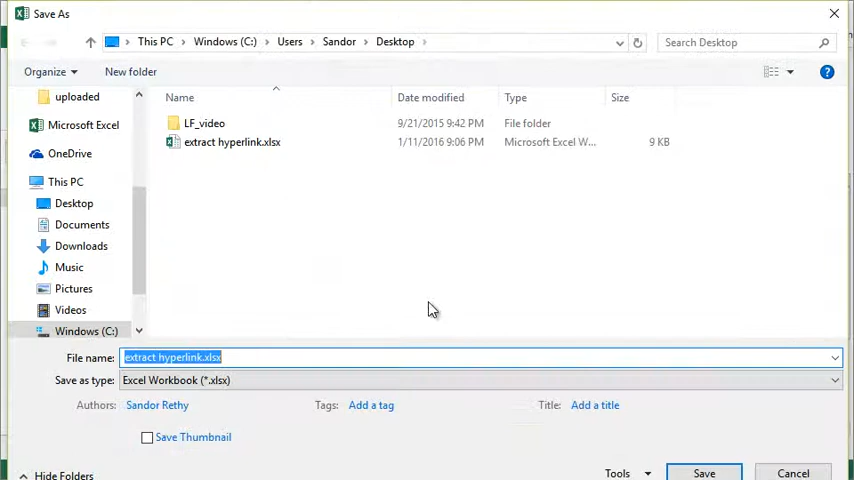 Save As
This PC Windows (C:) Users Sandor Desktop
Search Desktop
Organize New folder
Name Date modified Type Size
uploaded
Microsoft Excel
OneDrive
This PC
Desktop
Documents
Downloads
Music
Pictures
Videos
Windows (C:)
LF_video 9/21/2015 9:42 PM File folder
extract hyperlink.xlsx 1/11/2016 9:06 PM Microsoft Excel W... 9 KB
File name: extract hyperlink.xlsx
Save as type: Excel Workbook (*.xlsx)
Authors: Sandor Rethy Tags: Add a tag Title: Add a title
Save Thumbnail
Hide Folders Tools Save Cancel